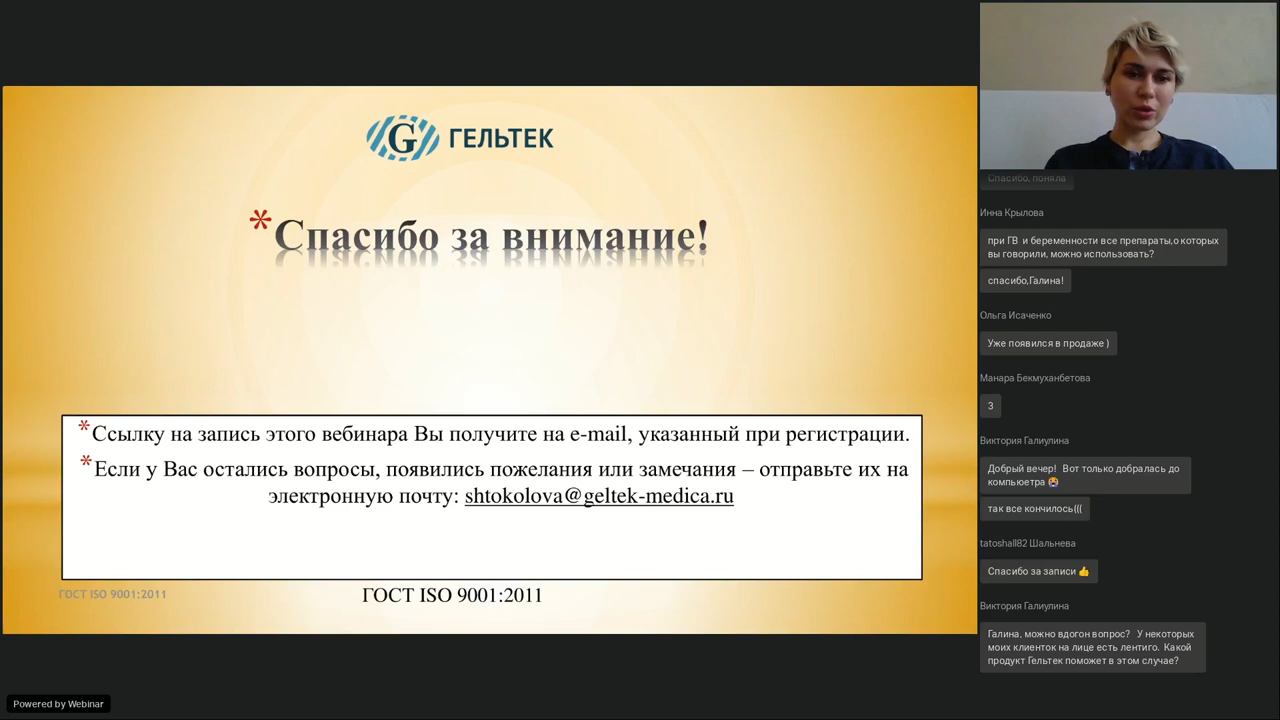 G ГЕЛЬТЕК
*Спасибо за внимание!
*Ссылку на запись этого вебинара Вы получите на e-mail, указанный при регистрации.
*Если у Вас остались вопросы, появились пожелания или замечания – отправьте их на
электронную почту: shtokolova@geltek-medica.ru
ГОСТ ISO 9001:2011
ГОСТ ISO 9001:2011
Powered by Webinar
Спасибо, поняла
Инна Крылова
при ГВ и беременности все препараты,о которых
вы говорили, можно использовать?
спасибо,Галина!
Ольга Исаченко
Уже появился в продаже )
Манара Бекмуханбетова
3
Виктория Галиулина
Добрый вечер! Вот только добралась до
компьюетра 😭
так все кончилось(((
tatoshall82 Шальнева
Спасибо за записи 👍
Виктория Галиулина
Галина, можно вдогон вопрос? У некоторых
моих клиенток на лице есть лентиго. Какой
продукт Гельтек поможет в этом случае?